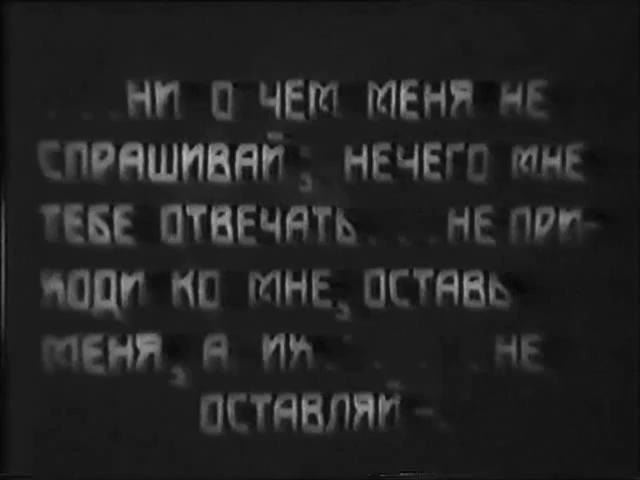 ....НИ О ЧЕМ МЕНЯ НЕ
СПРАШИВАЙ; НЕЧЕГО МНЕ
ТЕБЕ ОТВЕЧАТЬ....НЕ ПРИ-
ХОДИ КО МНЕ, ОСТАВЬ
МЕНЯ, А ИХ......НЕ
ОСТАВЛЯЙ-